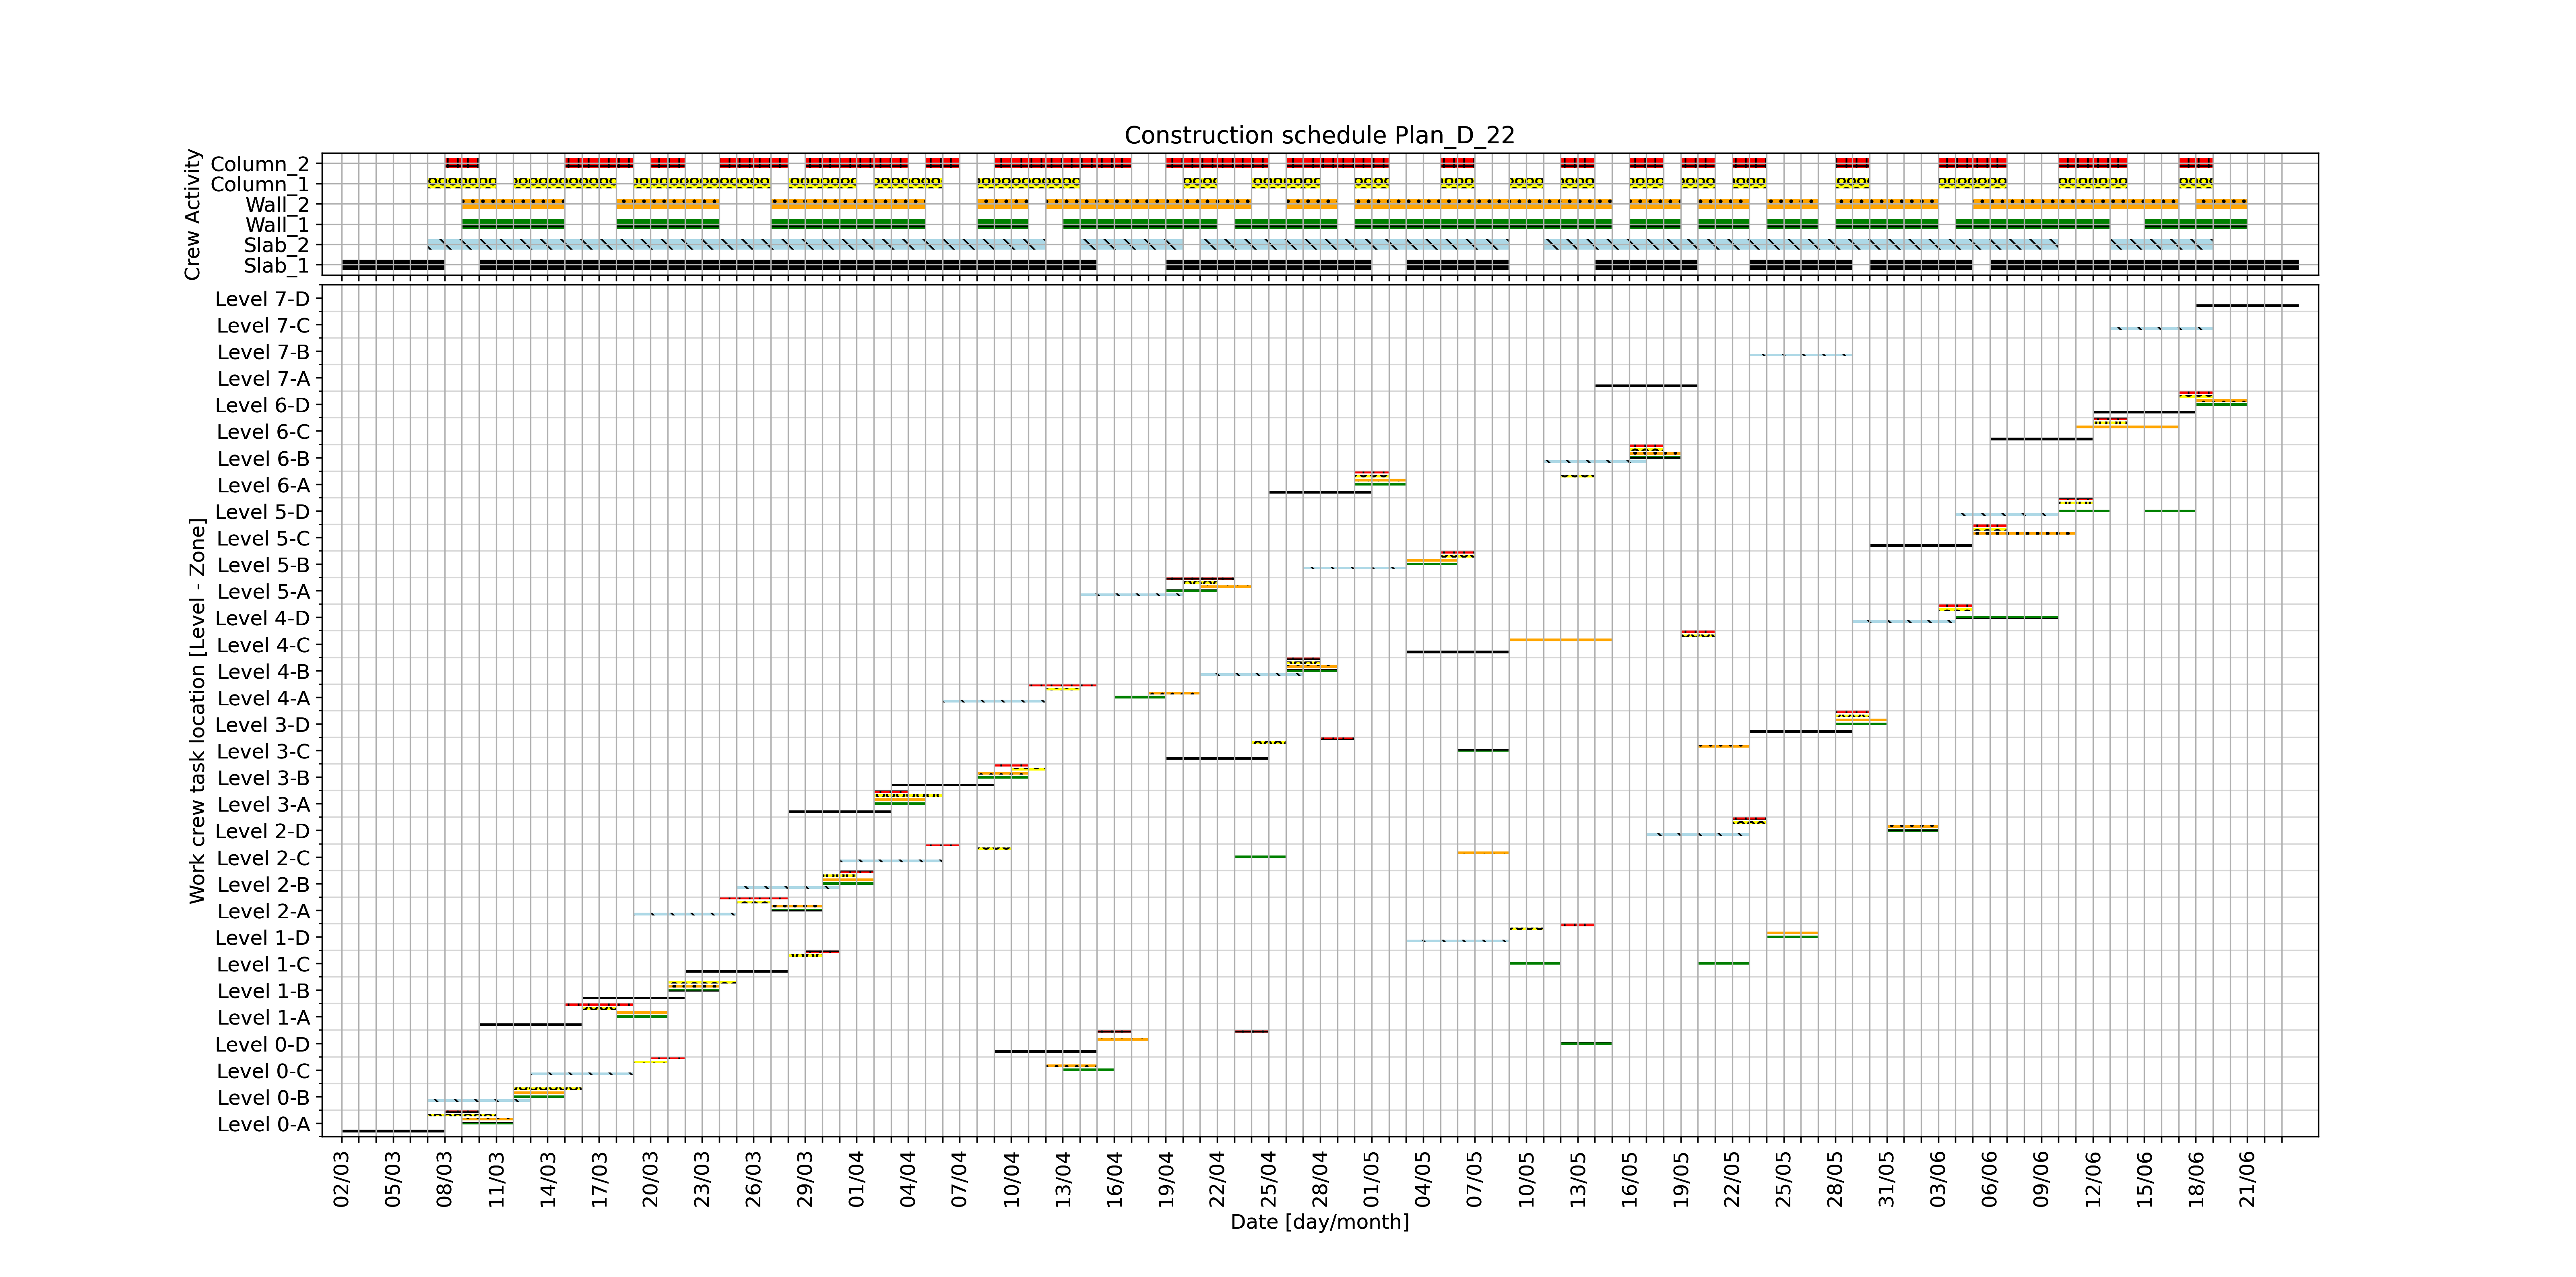 Construction schedule Plan_D_22
Crew Activity
Column_2
Column_1
Wall_2
Wall_1
Slab_2
Slab_1
Work crew task location [Level - Zone]
Level 7-D
Level 7-C
Level 7-B
Level 7-A
Level 6-D
Level 6-C
Level 6-B
Level 6-A
Level 5-D
Level 5-C
Level 5-B
Level 5-A
Level 4-D
Level 4-C
Level 4-B
Level 4-A
Level 3-D
Level 3-C
Level 3-B
Level 3-A
Level 2-D
Level 2-C
Level 2-B
Level 2-A
Level 1-D
Level 1-C
Level 1-B
Level 1-A
Level 0-D
Level 0-C
Level 0-B
Level 0-A
02/03 05/03 08/03 11/03 14/03 17/03 20/03 23/03 26/03 29/03 01/04 04/04 07/04 10/04 13/04 16/04 19/04 22/04 25/04 28/04 01/05 04/05 07/05 10/05 13/05 16/05 19/05 22/05 25/05 28/05 31/05 03/06 06/06 09/06 12/06 15/06 18/06 21/06
Date [day/month]